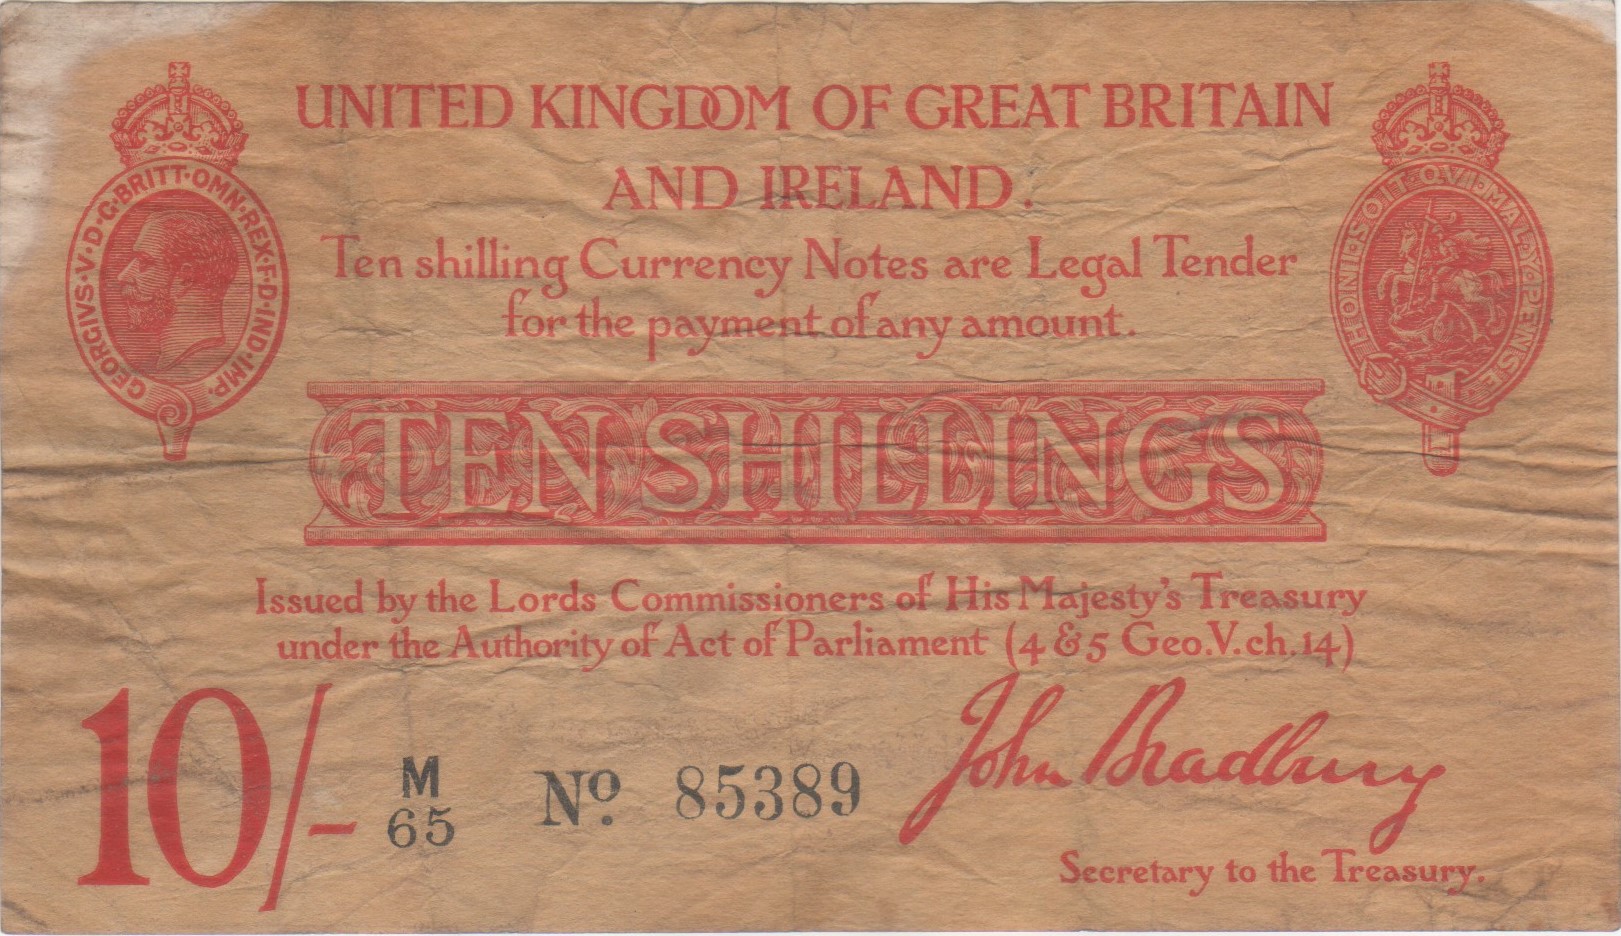 UNITED KINGDOM OF GREAT BRITAIN
AND IRELAND.
GEORGIVS·V·D·G·BRITT·OMN·REX·F·D·IND·IMP·
HONI·SOIT·QVI·MAL·Y·PENSE
Ten shilling Currency Notes are Legal Tender
for the payment of any amount.
TEN SHILLINGS
Issued by the Lords Commissioners of His Majesty's Treasury
under the Authority of Act of Parliament (4 & 5 Geo.V.ch.14)
10/-
M
65
No. 85389
John Bradbury
Secretary to the Treasury.